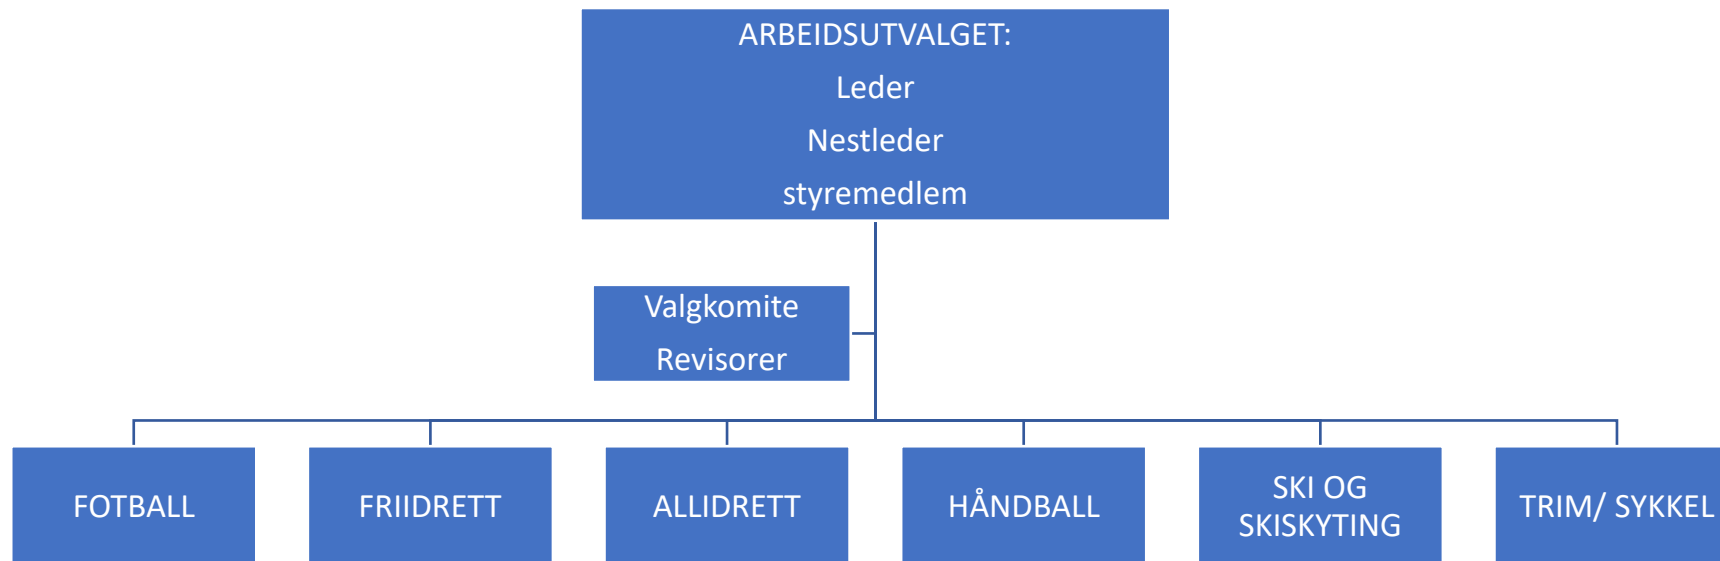 ARBEIDSUTVALGET:
Leder
Nestleder
styremedlem
Valgkomite
Revisorer
FOTBALL
FRIIDRETT
ALLIDRETT
HÅNDBALL
SKI OG
SKISKYTING
TRIM/ SYKKEL